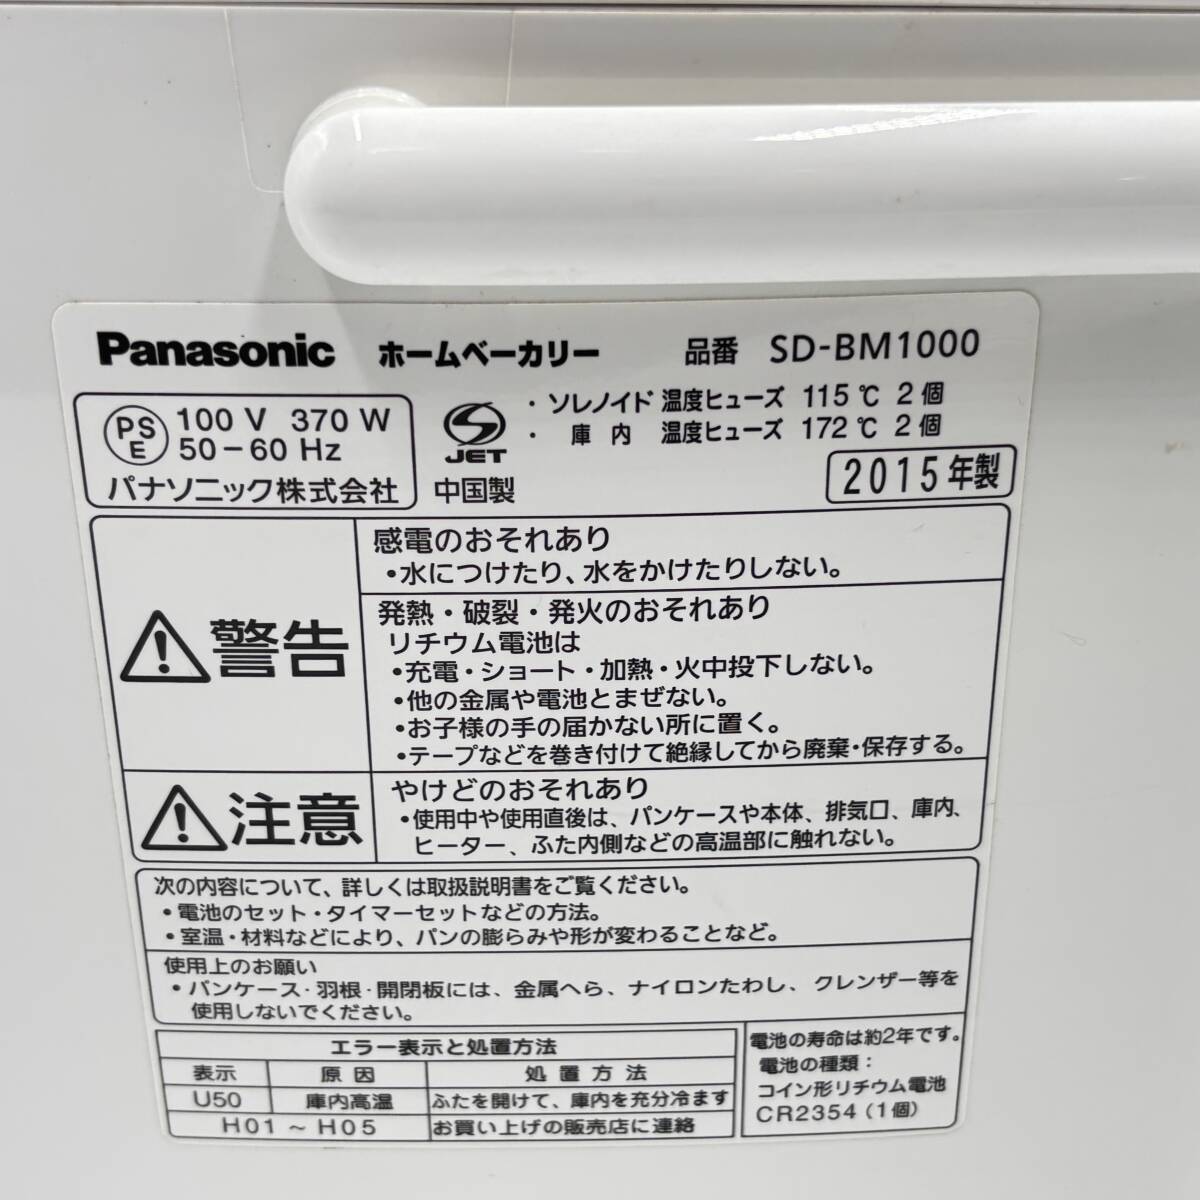 Panasonic ホームベーカリー 品番 SD-BM1000
PS
E
100 V 370 W
50-60 Hz
パナソニック株式会社
S
JET
中国製
・ソレノイド 温度ヒューズ 115 ℃ 2 個
・庫内 温度ヒューズ 172 ℃ 2 個
2015年製
警告
感電のおそれあり
•水につけたり、水をかけたりしない。
発熱・破裂・発火のおそれあり
リチウム電池は
•充電・ショート・加熱・火中投下しない。
•他の金属や電池とまぜない。
•お子様の手の届かない所に置く。
•テープなどを巻き付けて絶縁してから廃棄・保存する。
注意
やけどのおそれあり
•使用中や使用直後は、パンケースや本体、排気口、庫内、
ヒーター、ふた内側などの高温部に触れない。
次の内容について、詳しくは取扱説明書をご覧ください。
•電池のセット・タイマーセットなどの方法。
•室温・材料などにより、パンの膨らみや形が変わることなど。
使用上のお願い
•パンケース・羽根・開閉板には、金属へら、ナイロンたわし、クレンザー等を
使用しないでください。
エラー表示と処置方法
表示 原因 処置方法
U50 庫内高温 ふたを開けて、庫内を充分冷ます
H01 ～ H05 お買い上げの販売店に連絡
電池の寿命は約2年です。
電池の種類：
コイン形リチウム電池
CR2354（1個）